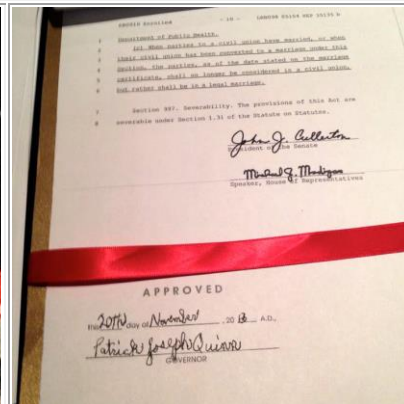 SB0010 Enrolled - 10 - LRB098 05356 HEP 35390 b
1 Department of Public Health.
2 (c) When parties to a civil union have married, or when
3 their civil union has been converted to a marriage under this
4 Section, the parties, as of the date stated on the marriage
5 certificate, shall no longer be considered in a civil union,
6 but rather shall be in a legal marriage.
7 Section 997. Severability. The provisions of this Act are
8 severable under Section 1.31 of the Statute on Statutes.
John J. Cullerton
President of the Senate
Michael J. Madigan
Speaker, House of Representatives
APPROVED
this 20th day of November, 2013 A.D.,
Patrick Joseph Quinn
GOVERNOR